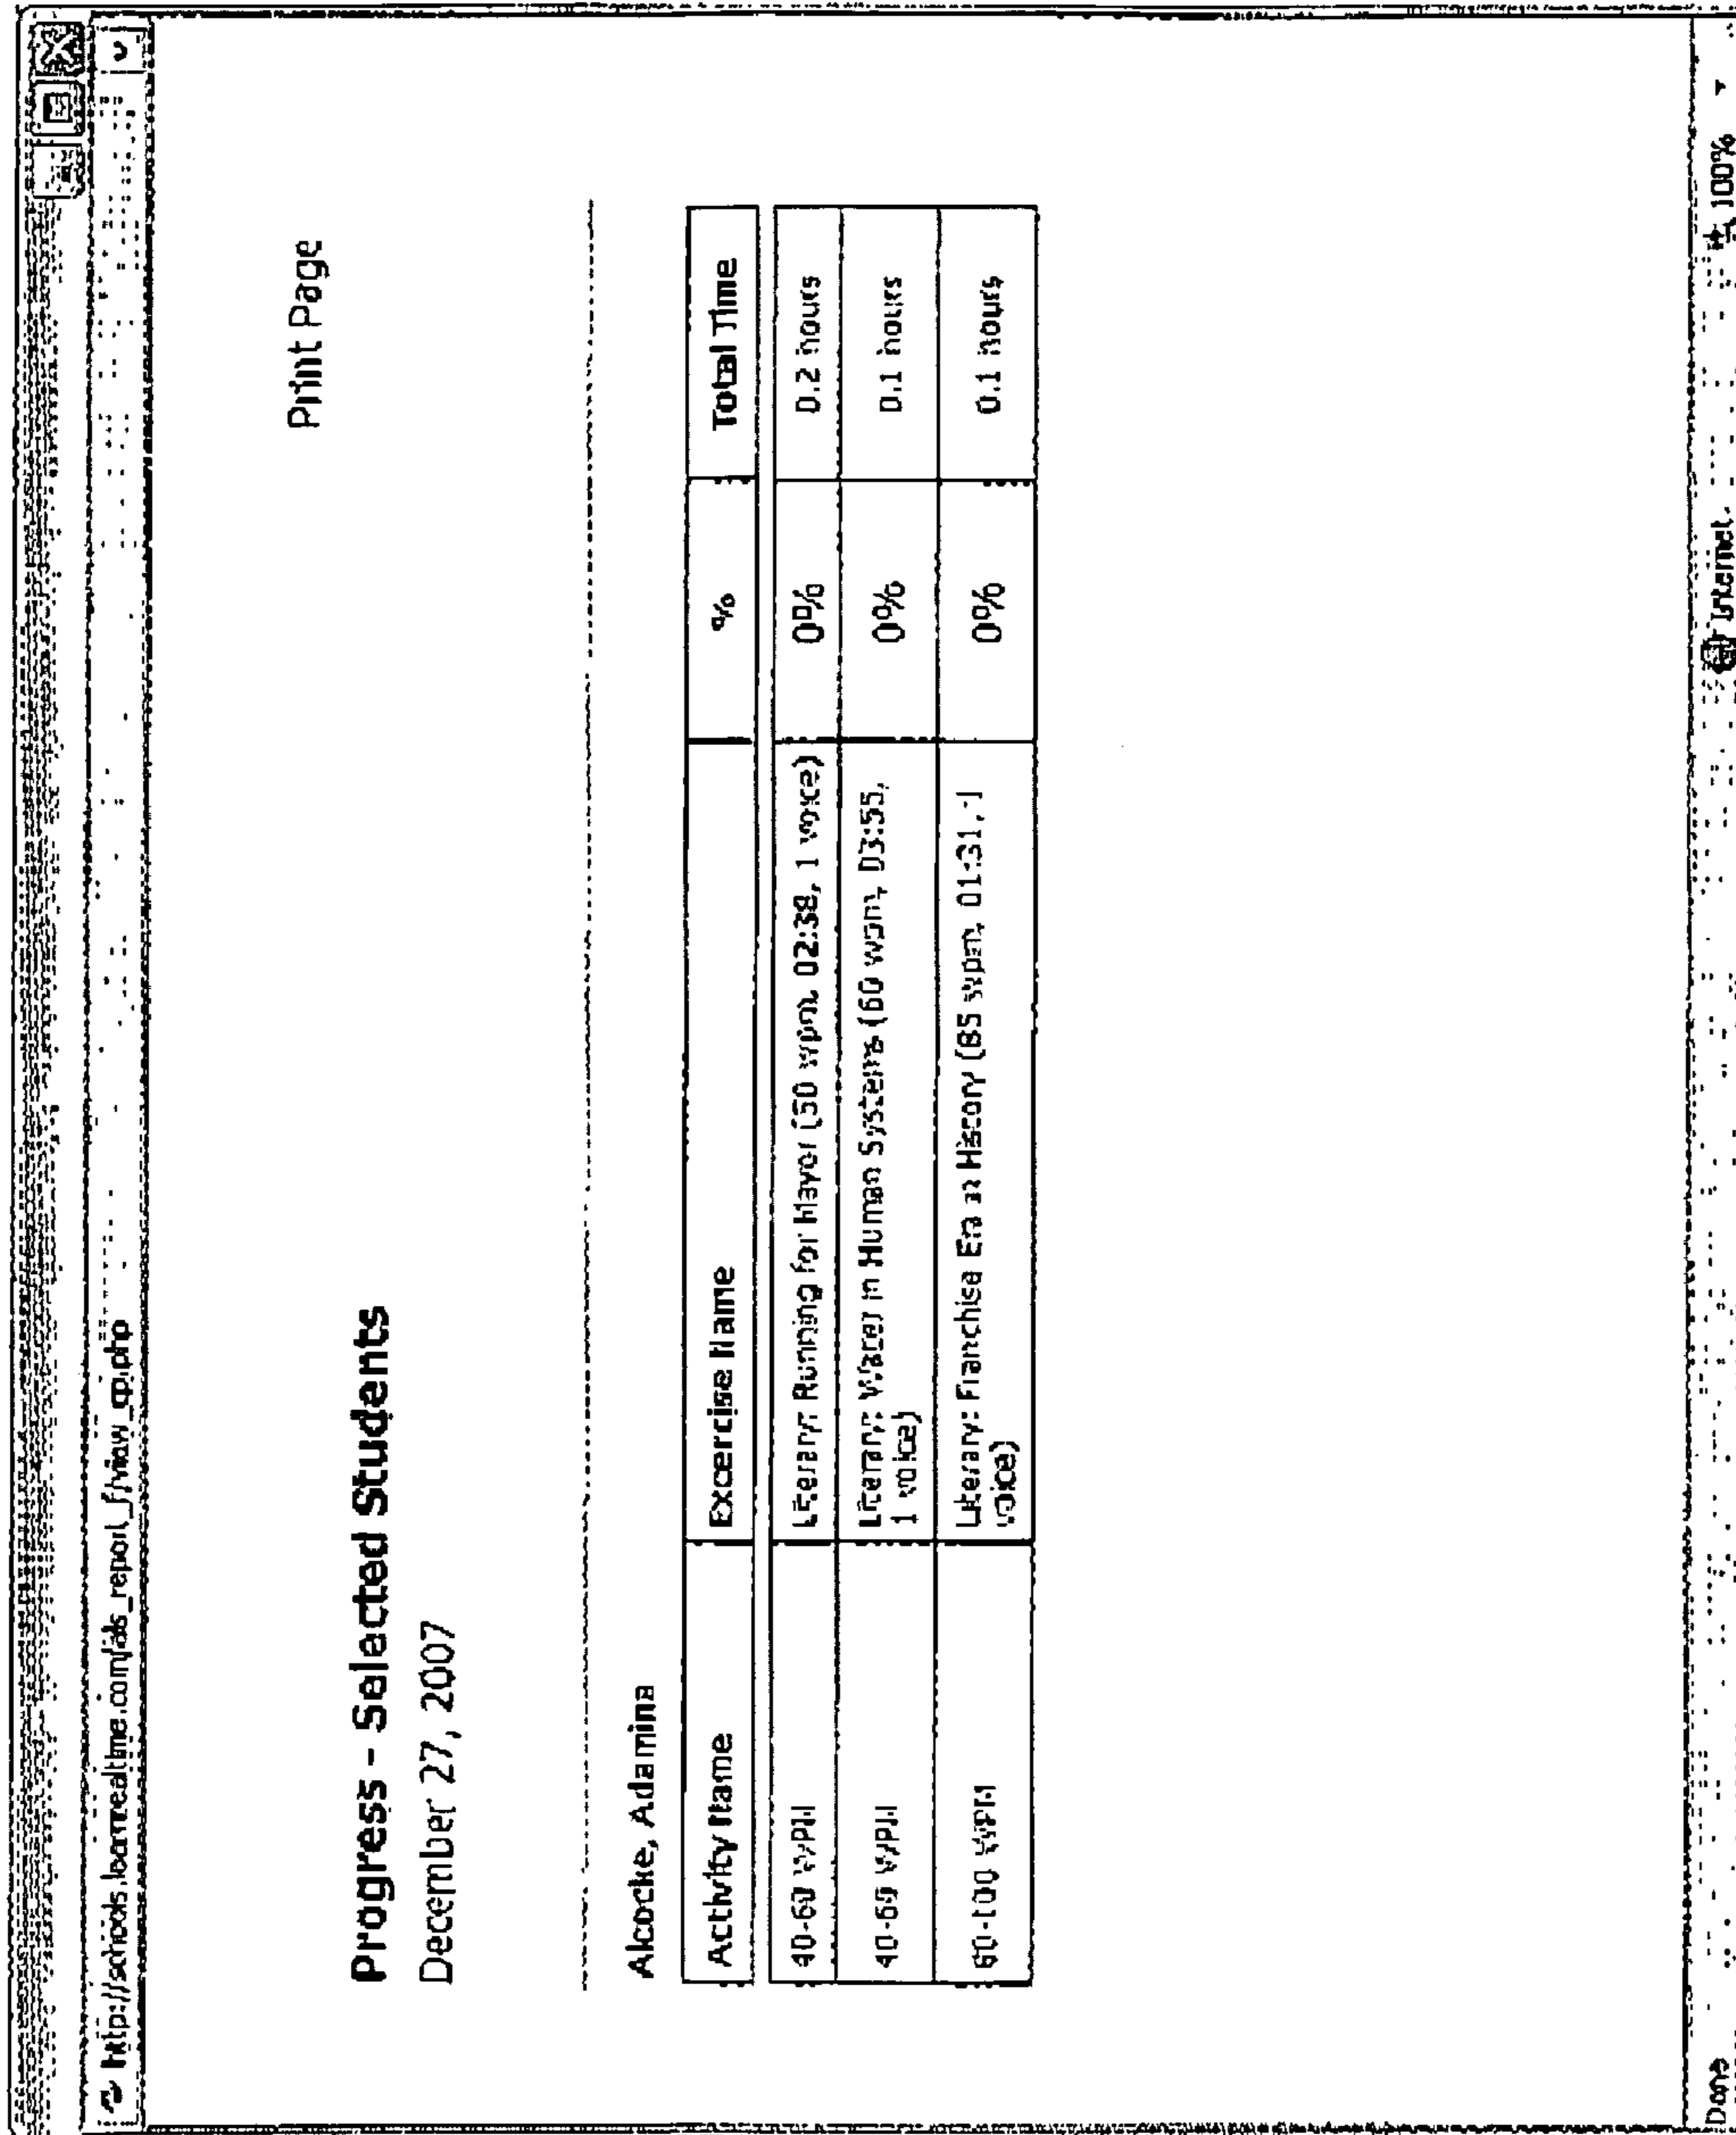 http://schools.learnrealtime.com/abs_report_f/view_cp.php
Print Page
Progress - Selected Students
December 27, 2007
Alcocke, Adamina
Activity Name Excercise Name % Total Time
40-60 WPM Literary: Running for Mayor (50 wpm, 02:38, 1 voice) 0% 0.2 hours
40-60 WPM Literary: Water in Human Systems (60 wpm, 03:55, 0% 0.1 hours
1 voice)
60-100 WPM Literary: Franchise Era in History (85 wpm, 01:31, 1 0% 0.1 hours
voice)
Done Internet 100%